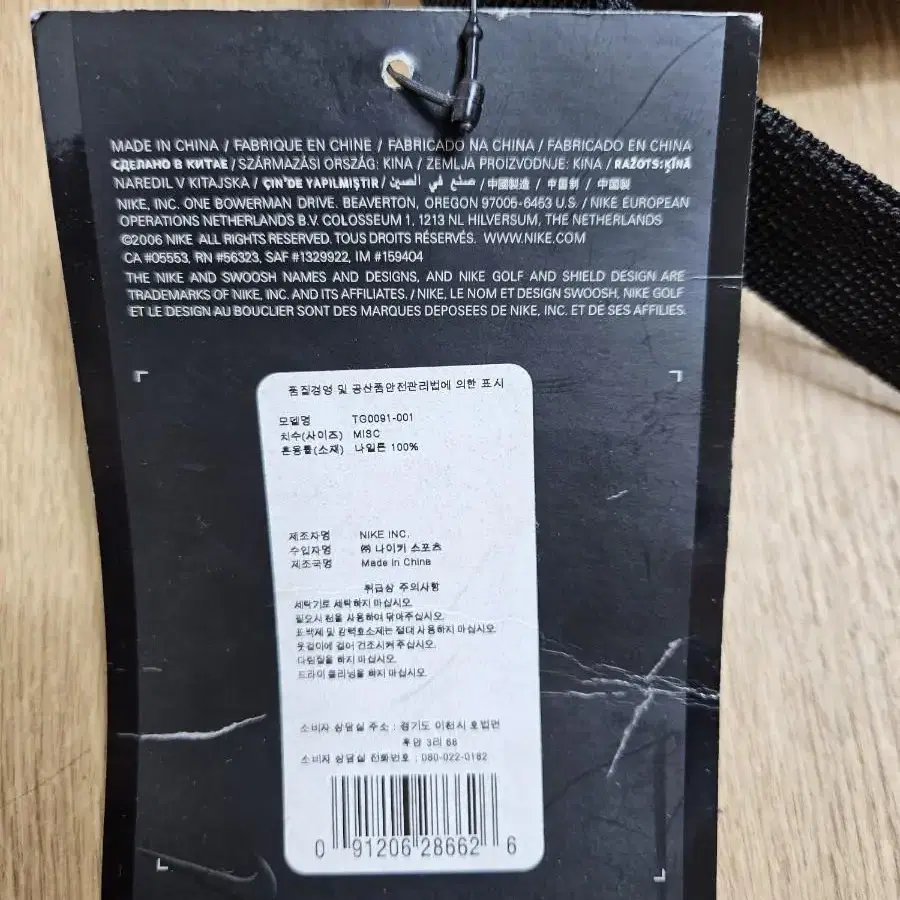 MADE IN CHINA / FABRIQUE EN CHINE / FABRICADO NA CHINA / FABRICADO EN CHINA
СДЕЛАНО В КИТАЕ / SZÁRMAZÁSI ORSZÁG: KINA / ZEMLJA PROIZVODNJE: KINA / RAŽOTS: ĶĪNĀ
NAREDIL V KITAJSKA / ÇIN'DE YAPILMIŞTIR / صنع في الصين / 中國製造 / 中国制 / 中国製
NIKE, INC. ONE BOWERMAN DRIVE. BEAVERTON, OREGON 97005-6453 U.S. / NIKE EUROPEAN
OPERATIONS NETHERLANDS B.V. COLOSSEUM 1, 1213 NL HILVERSUM, THE NETHERLANDS
©2006 NIKE ALL RIGHTS RESERVED. TOUS DROITS RÉSERVÉS. WWW.NIKE.COM
CA #05553, RN #56323, SAF #1329922, IM #159404
THE NIKE AND SWOOSH NAMES AND DESIGNS, AND NIKE GOLF AND SHIELD DESIGN ARE
TRADEMARKS OF NIKE, INC. AND ITS AFFILIATES. / NIKE, LE NOM ET DESIGN SWOOSH, NIKE GOLF
ET LE DESIGN AU BOUCLIER SONT DES MARQUES DEPOSEES DE NIKE, INC. ET DE SES AFFILIES.
품질경영 및 공산품안전관리법에 의한 표시
모델명 TG0091-001
치수(사이즈) MISC
혼용률(소재) 나일론 100%
제조자명 NIKE INC.
수입자명 ㈜ 나이키 스포츠
제조국명 Made in China
취급상 주의사항
세탁기로 세탁하지 마십시오.
필요시 천을 사용하여 닦아주십시오.
표백제 및 강력효소제는 절대 사용하지 마십시오.
옷걸이에 걸어 건조시켜 주십시오.
다림질을 하지 마십시오.
드라이 클리닝을 하지 마십시오.
소비자 상담실 주소 : 경기도 이천시 호법면
후안 3리 68
소비자 상담실 전화번호 : 080-022-0182
0 91206 28662 6